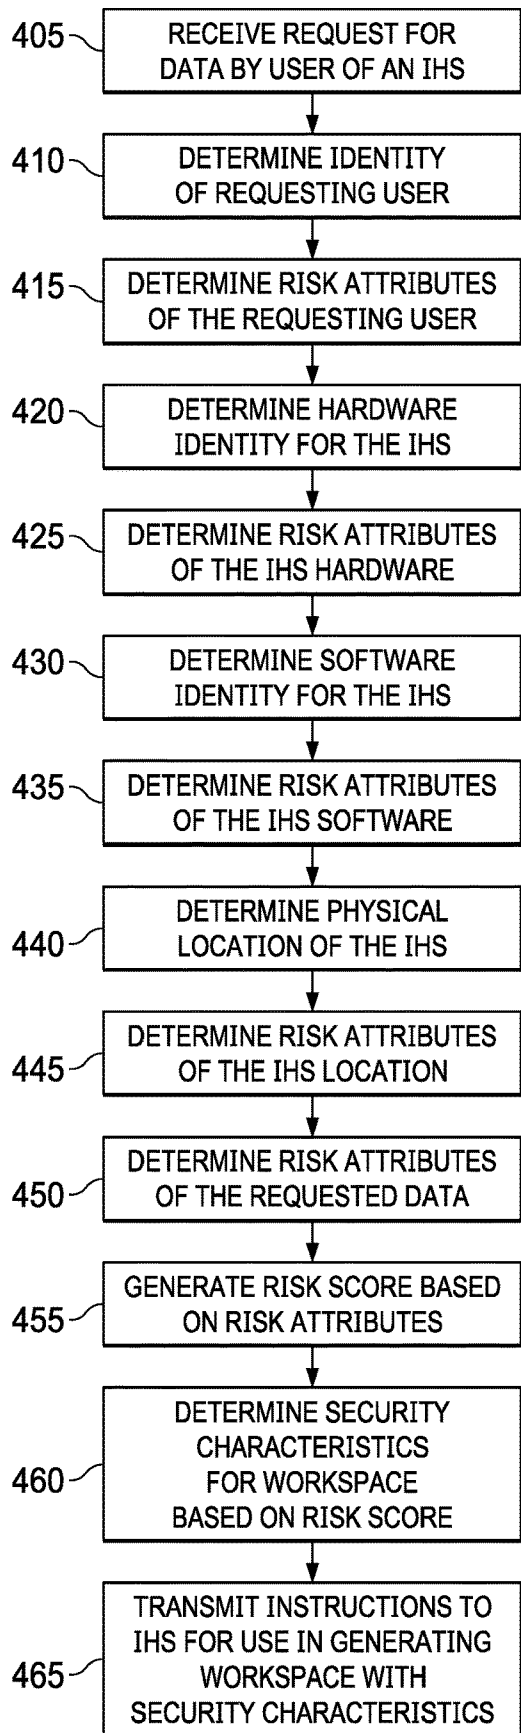 405
RECEIVE REQUEST FOR
DATA BY USER OF AN IHS
410
DETERMINE IDENTITY
OF REQUESTING USER
415
DETERMINE RISK ATTRIBUTES
OF THE REQUESTING USER
420
DETERMINE HARDWARE
IDENTITY FOR THE IHS
425
DETERMINE RISK ATTRIBUTES
OF THE IHS HARDWARE
430
DETERMINE SOFTWARE
IDENTITY FOR THE IHS
435
DETERMINE RISK ATTRIBUTES
OF THE IHS SOFTWARE
440
DETERMINE PHYSICAL
LOCATION OF THE IHS
445
DETERMINE RISK ATTRIBUTES
OF THE IHS LOCATION
450
DETERMINE RISK ATTRIBUTES
OF THE REQUESTED DATA
455
GENERATE RISK SCORE BASED
ON RISK ATTRIBUTES
460
DETERMINE SECURITY
CHARACTERISTICS
FOR WORKSPACE
BASED ON RISK SCORE
465
TRANSMIT INSTRUCTIONS TO
IHS FOR USE IN GENERATING
WORKSPACE WITH
SECURITY CHARACTERISTICS